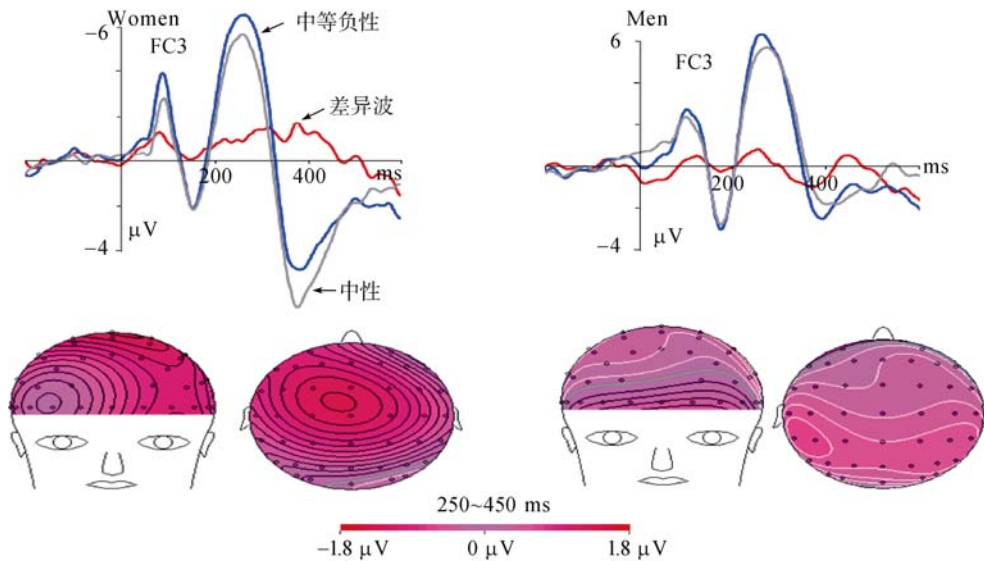 Women
Men
−6
中等负性
6
FC3
FC3
差异波
ms
ms
200
400
200
400
μV
μV
−4
−4
中性
250~450 ms
−1.8 μV
0 μV
1.8 μV